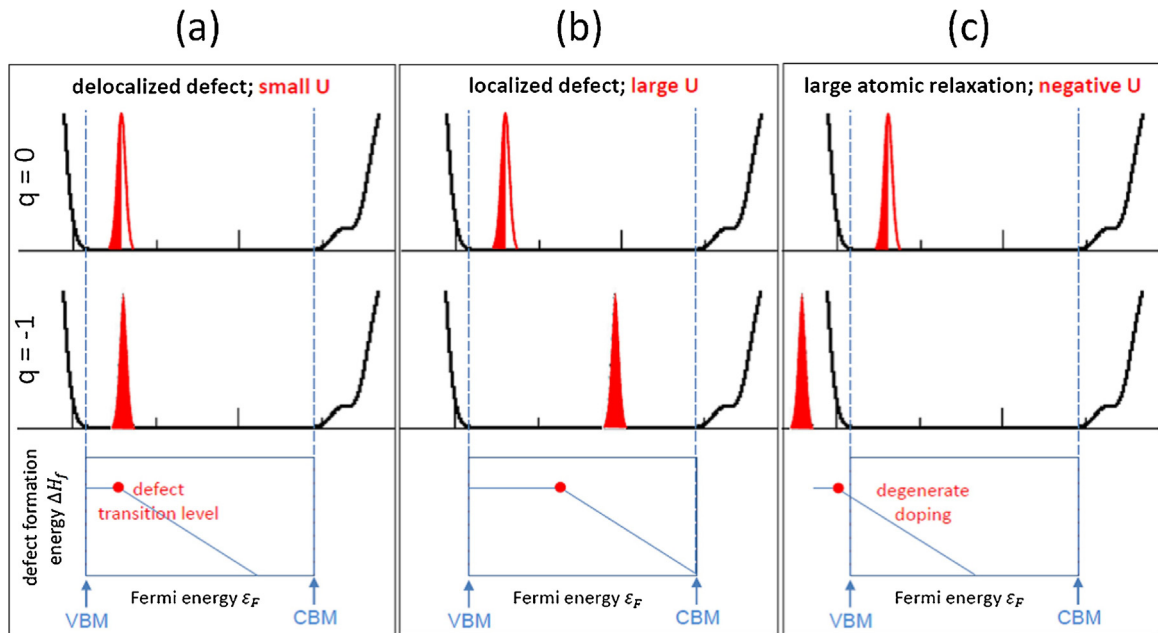 (a)
(b)
(c)
delocalized defect; small U
localized defect; large U
large atomic relaxation; negative U
q = 0
q = -1
defect formation
energy ΔH_f
defect
transition level
degenerate
doping
VBM
Fermi energy ε_F
CBM
VBM
Fermi energy ε_F
CBM
VBM
Fermi energy ε_F
CBM